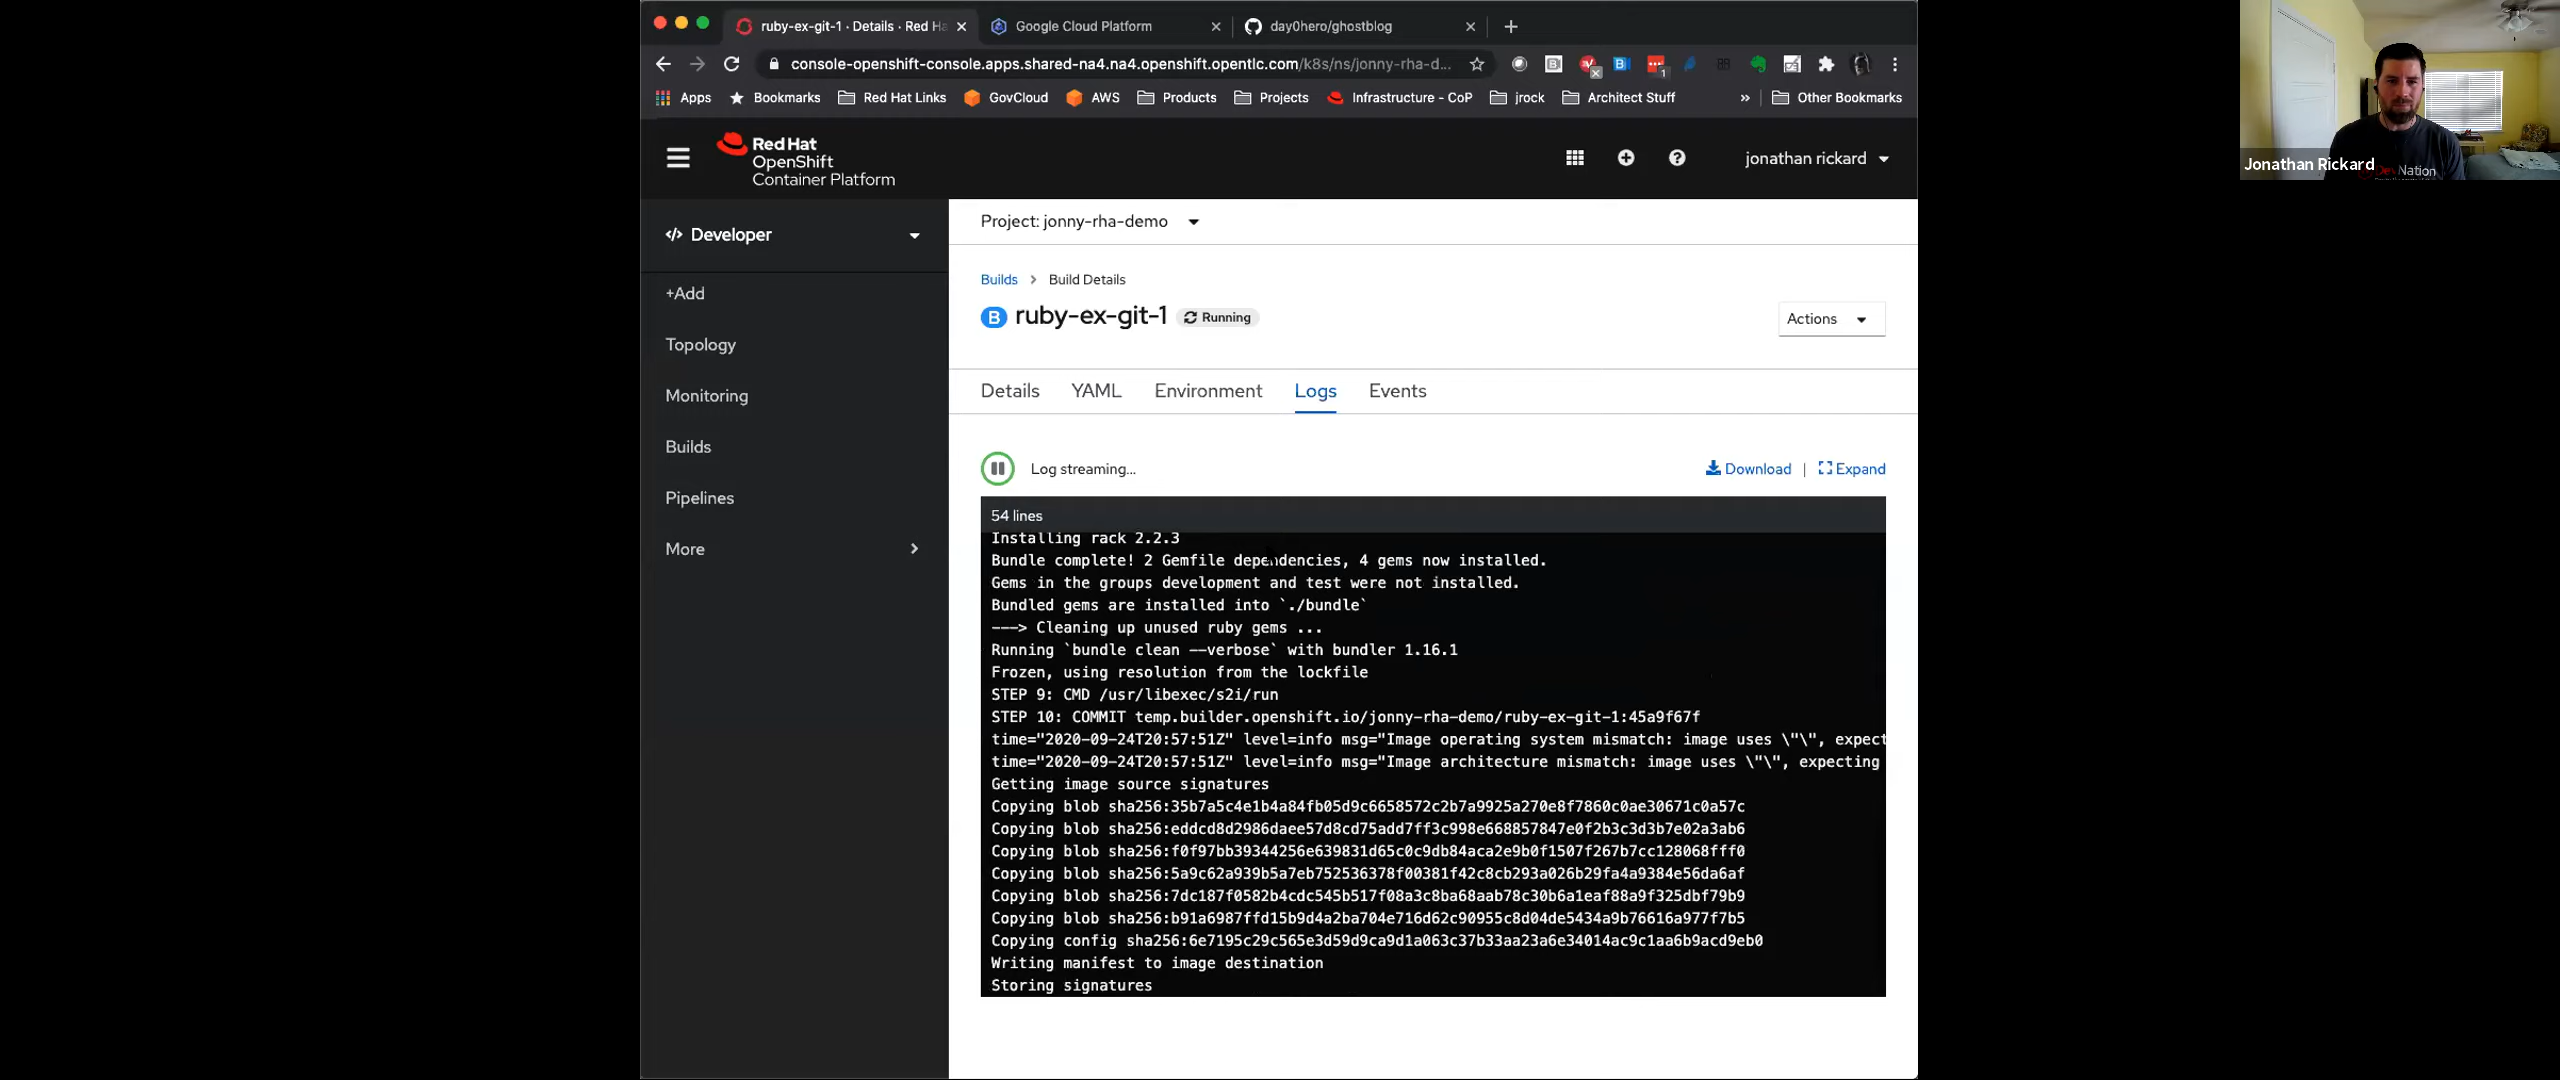 ruby-ex-git-1 · Details · Red Ha
Google Cloud Platform
day0hero/ghostblog
console-openshift-console.apps.shared-na4.na4.openshift.opentlc.com/k8s/ns/jonny-rha-d...
Apps
Bookmarks
Red Hat Links
GovCloud
AWS
Products
Projects
Infrastructure - CoP
jrock
Architect Stuff
»
Other Bookmarks
Red Hat
OpenShift
Container Platform
jonathan rickard
Jonathan Rickard
Nation
Developer
+Add
Topology
Monitoring
Builds
Pipelines
More
Project: jonny-rha-demo
Builds > Build Details
B ruby-ex-git-1 Running
Actions
Details YAML Environment Logs Events
Log streaming...
Download | Expand
54 lines
Installing rack 2.2.3
Bundle complete! 2 Gemfile dependencies, 4 gems now installed.
Gems in the groups development and test were not installed.
Bundled gems are installed into `./bundle`
---> Cleaning up unused ruby gems ...
Running `bundle clean --verbose` with bundler 1.16.1
Frozen, using resolution from the lockfile
STEP 9: CMD /usr/libexec/s2i/run
STEP 10: COMMIT temp.builder.openshift.io/jonny-rha-demo/ruby-ex-git-1:45a9f67f
time="2020-09-24T20:57:51Z" level=info msg="Image operating system mismatch: image uses \"\", expect
time="2020-09-24T20:57:51Z" level=info msg="Image architecture mismatch: image uses \"\", expecting
Getting image source signatures
Copying blob sha256:35b7a5c4e1b4a84fb05d9c6658572c2b7a9925a270e8f7860c0ae30671c0a57c
Copying blob sha256:eddcd8d2986daee57d8cd75add7ff3c998e668857847e0f2b3c3d3b7e02a3ab6
Copying blob sha256:f0f97bb39344256e639831d65c0c9db84aca2e9b0f1507f267b7cc128068fff0
Copying blob sha256:5a9c62a939b5a7eb752536378f00381f42c8cb293a026b29fa4a9384e56da6af
Copying blob sha256:7dc187f0582b4cdc545b517f08a3c8ba68aab78c30b6a1eaf88a9f325dbf79b9
Copying blob sha256:b91a6987ffd15b9d4a2ba704e716d62c90955c8d04de5434a9b76616a977f7b5
Copying config sha256:6e7195c29c565e3d59d9ca9d1a063c37b33aa23a6e34014ac9c1aa6b9acd9eb0
Writing manifest to image destination
Storing signatures